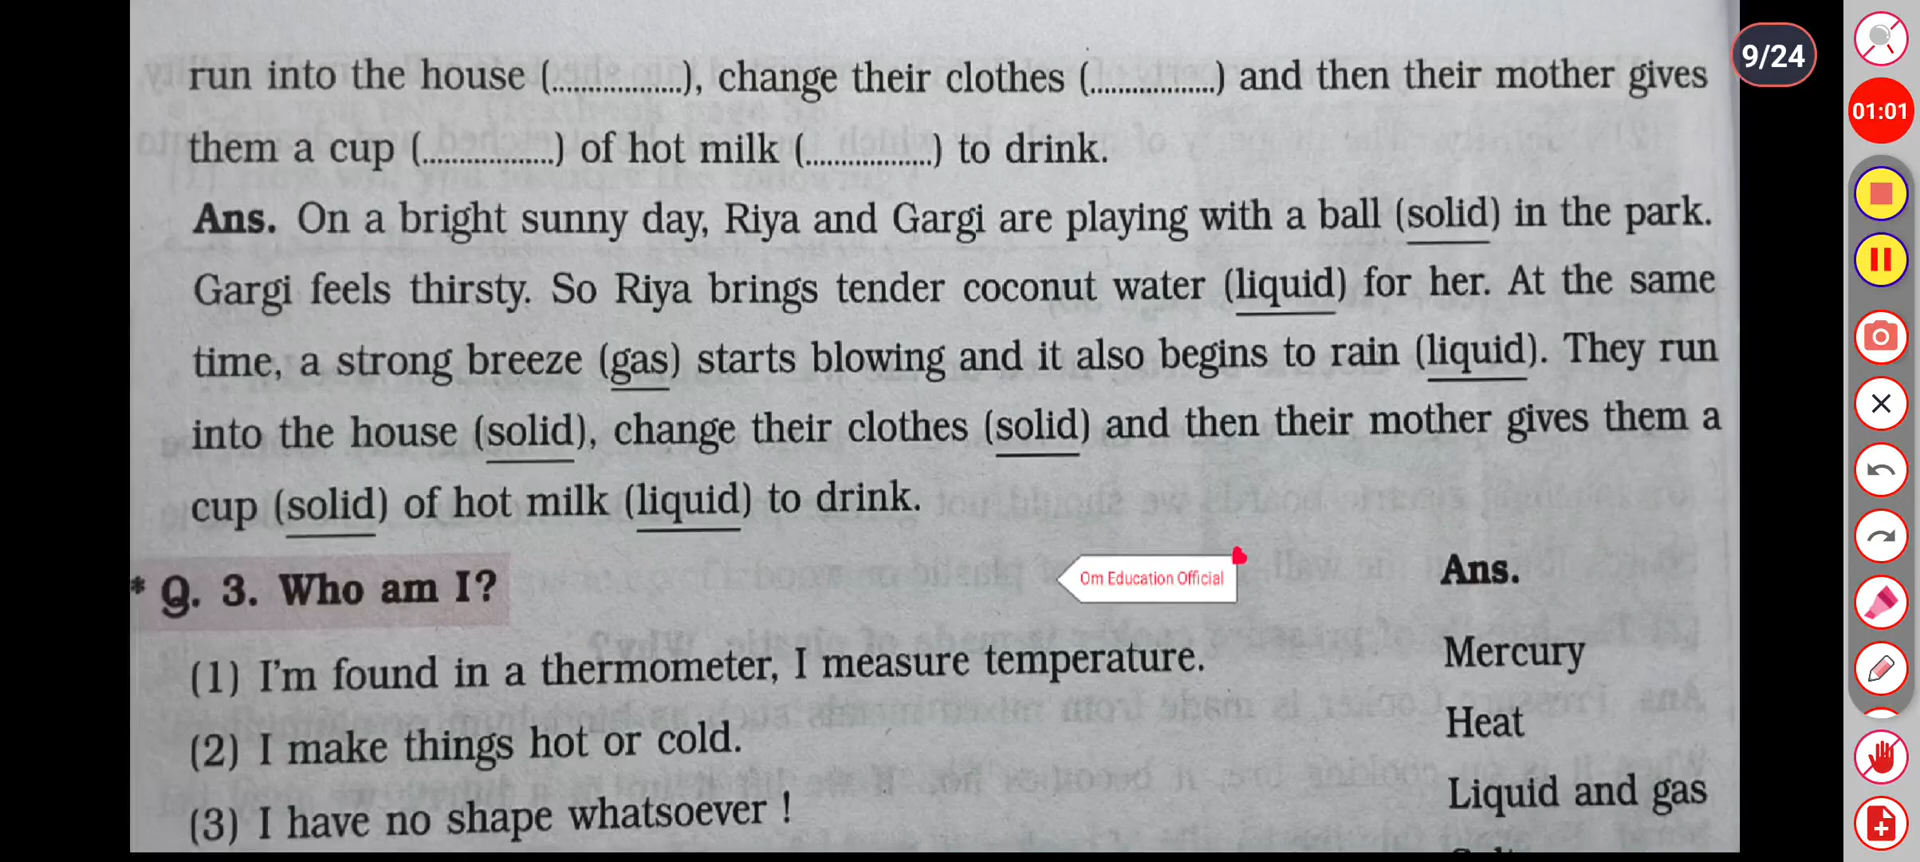 run into the house (.................), change their clothes (..................) and then their mother gives
9/24
01:01
them a cup (..................) of hot milk (..................) to drink.
Ans. On a bright sunny day, Riya and Gargi are playing with a ball (solid) in the park.
Gargi feels thirsty. So Riya brings tender coconut water (liquid) for her. At the same
time, a strong breeze (gas) starts blowing and it also begins to rain (liquid). They run
into the house (solid), change their clothes (solid) and then their mother gives them a
cup (solid) of hot milk (liquid) to drink.
* Q. 3. Who am I?
Om Education Official
Ans.
(1) I'm found in a thermometer, I measure temperature. Mercury
(2) I make things hot or cold. Heat
(3) I have no shape whatsoever ! Liquid and gas